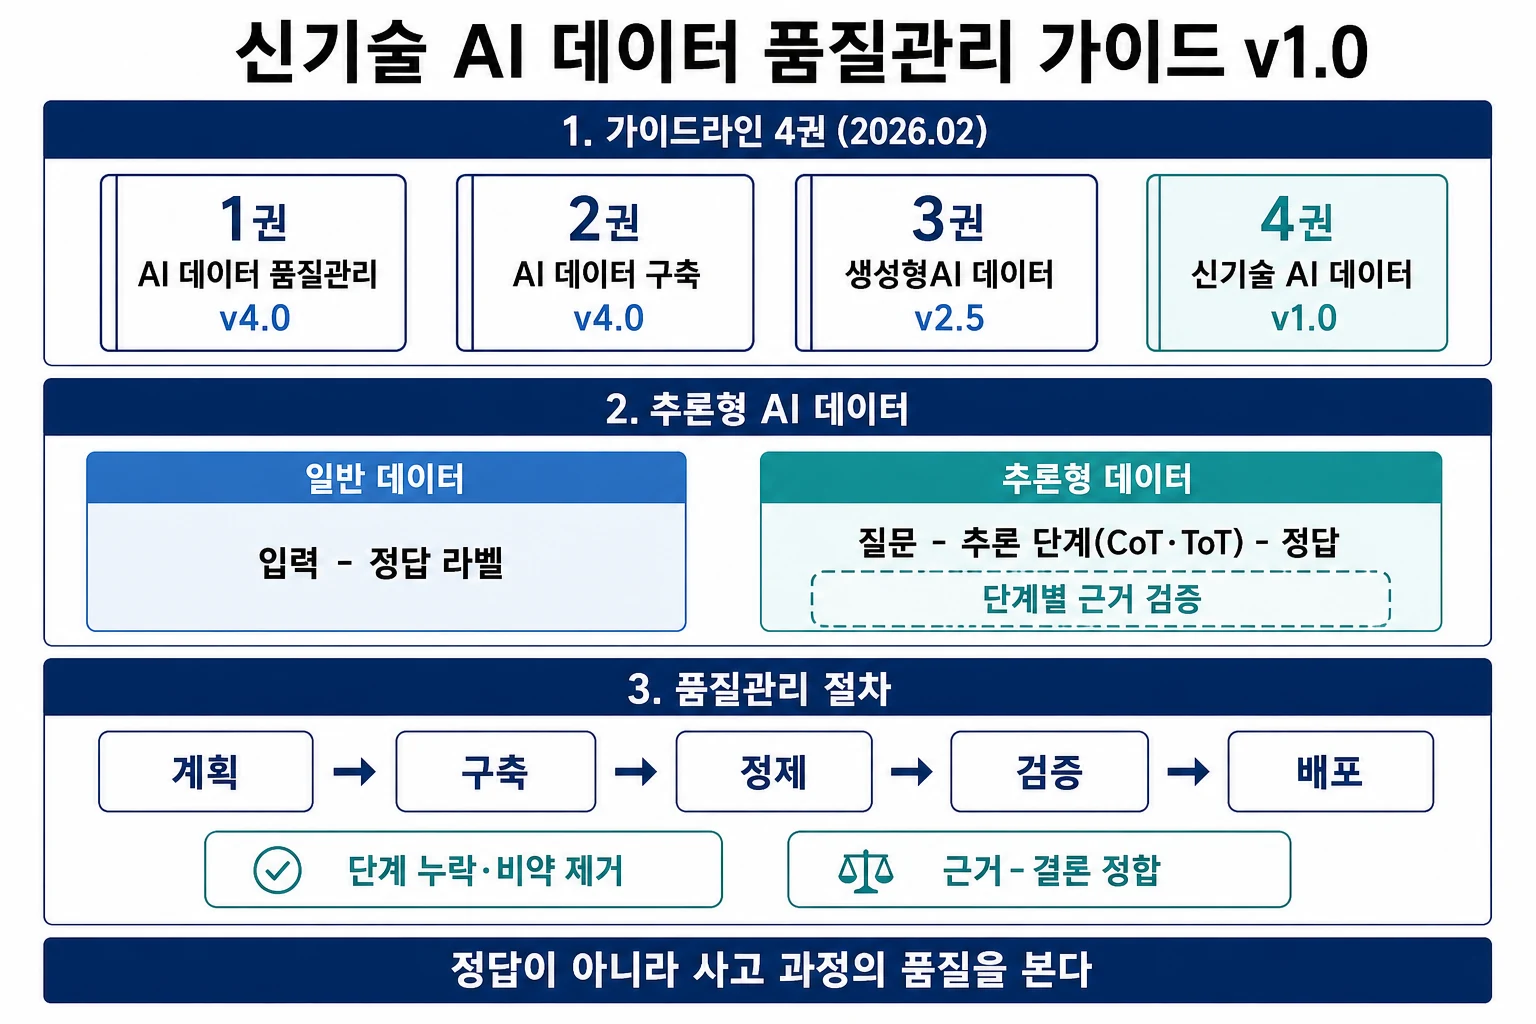 신기술 AI 데이터 품질관리 가이드 v1.0
1. 가이드라인 4권 (2026.02)
1권
AI 데이터 품질관리
v4.0
2권
AI 데이터 구축
v4.0
3권
생성형AI 데이터
v2.5
4권
신기술 AI 데이터
v1.0
2. 추론형 AI 데이터
일반 데이터
입력 - 정답 라벨
추론형 데이터
질문 - 추론 단계(CoT·ToT) - 정답
단계별 근거 검증
3. 품질관리 절차
계획 → 구축 → 정제 → 검증 → 배포
단계 누락·비약 제거
근거 - 결론 정합
정답이 아니라 사고 과정의 품질을 본다